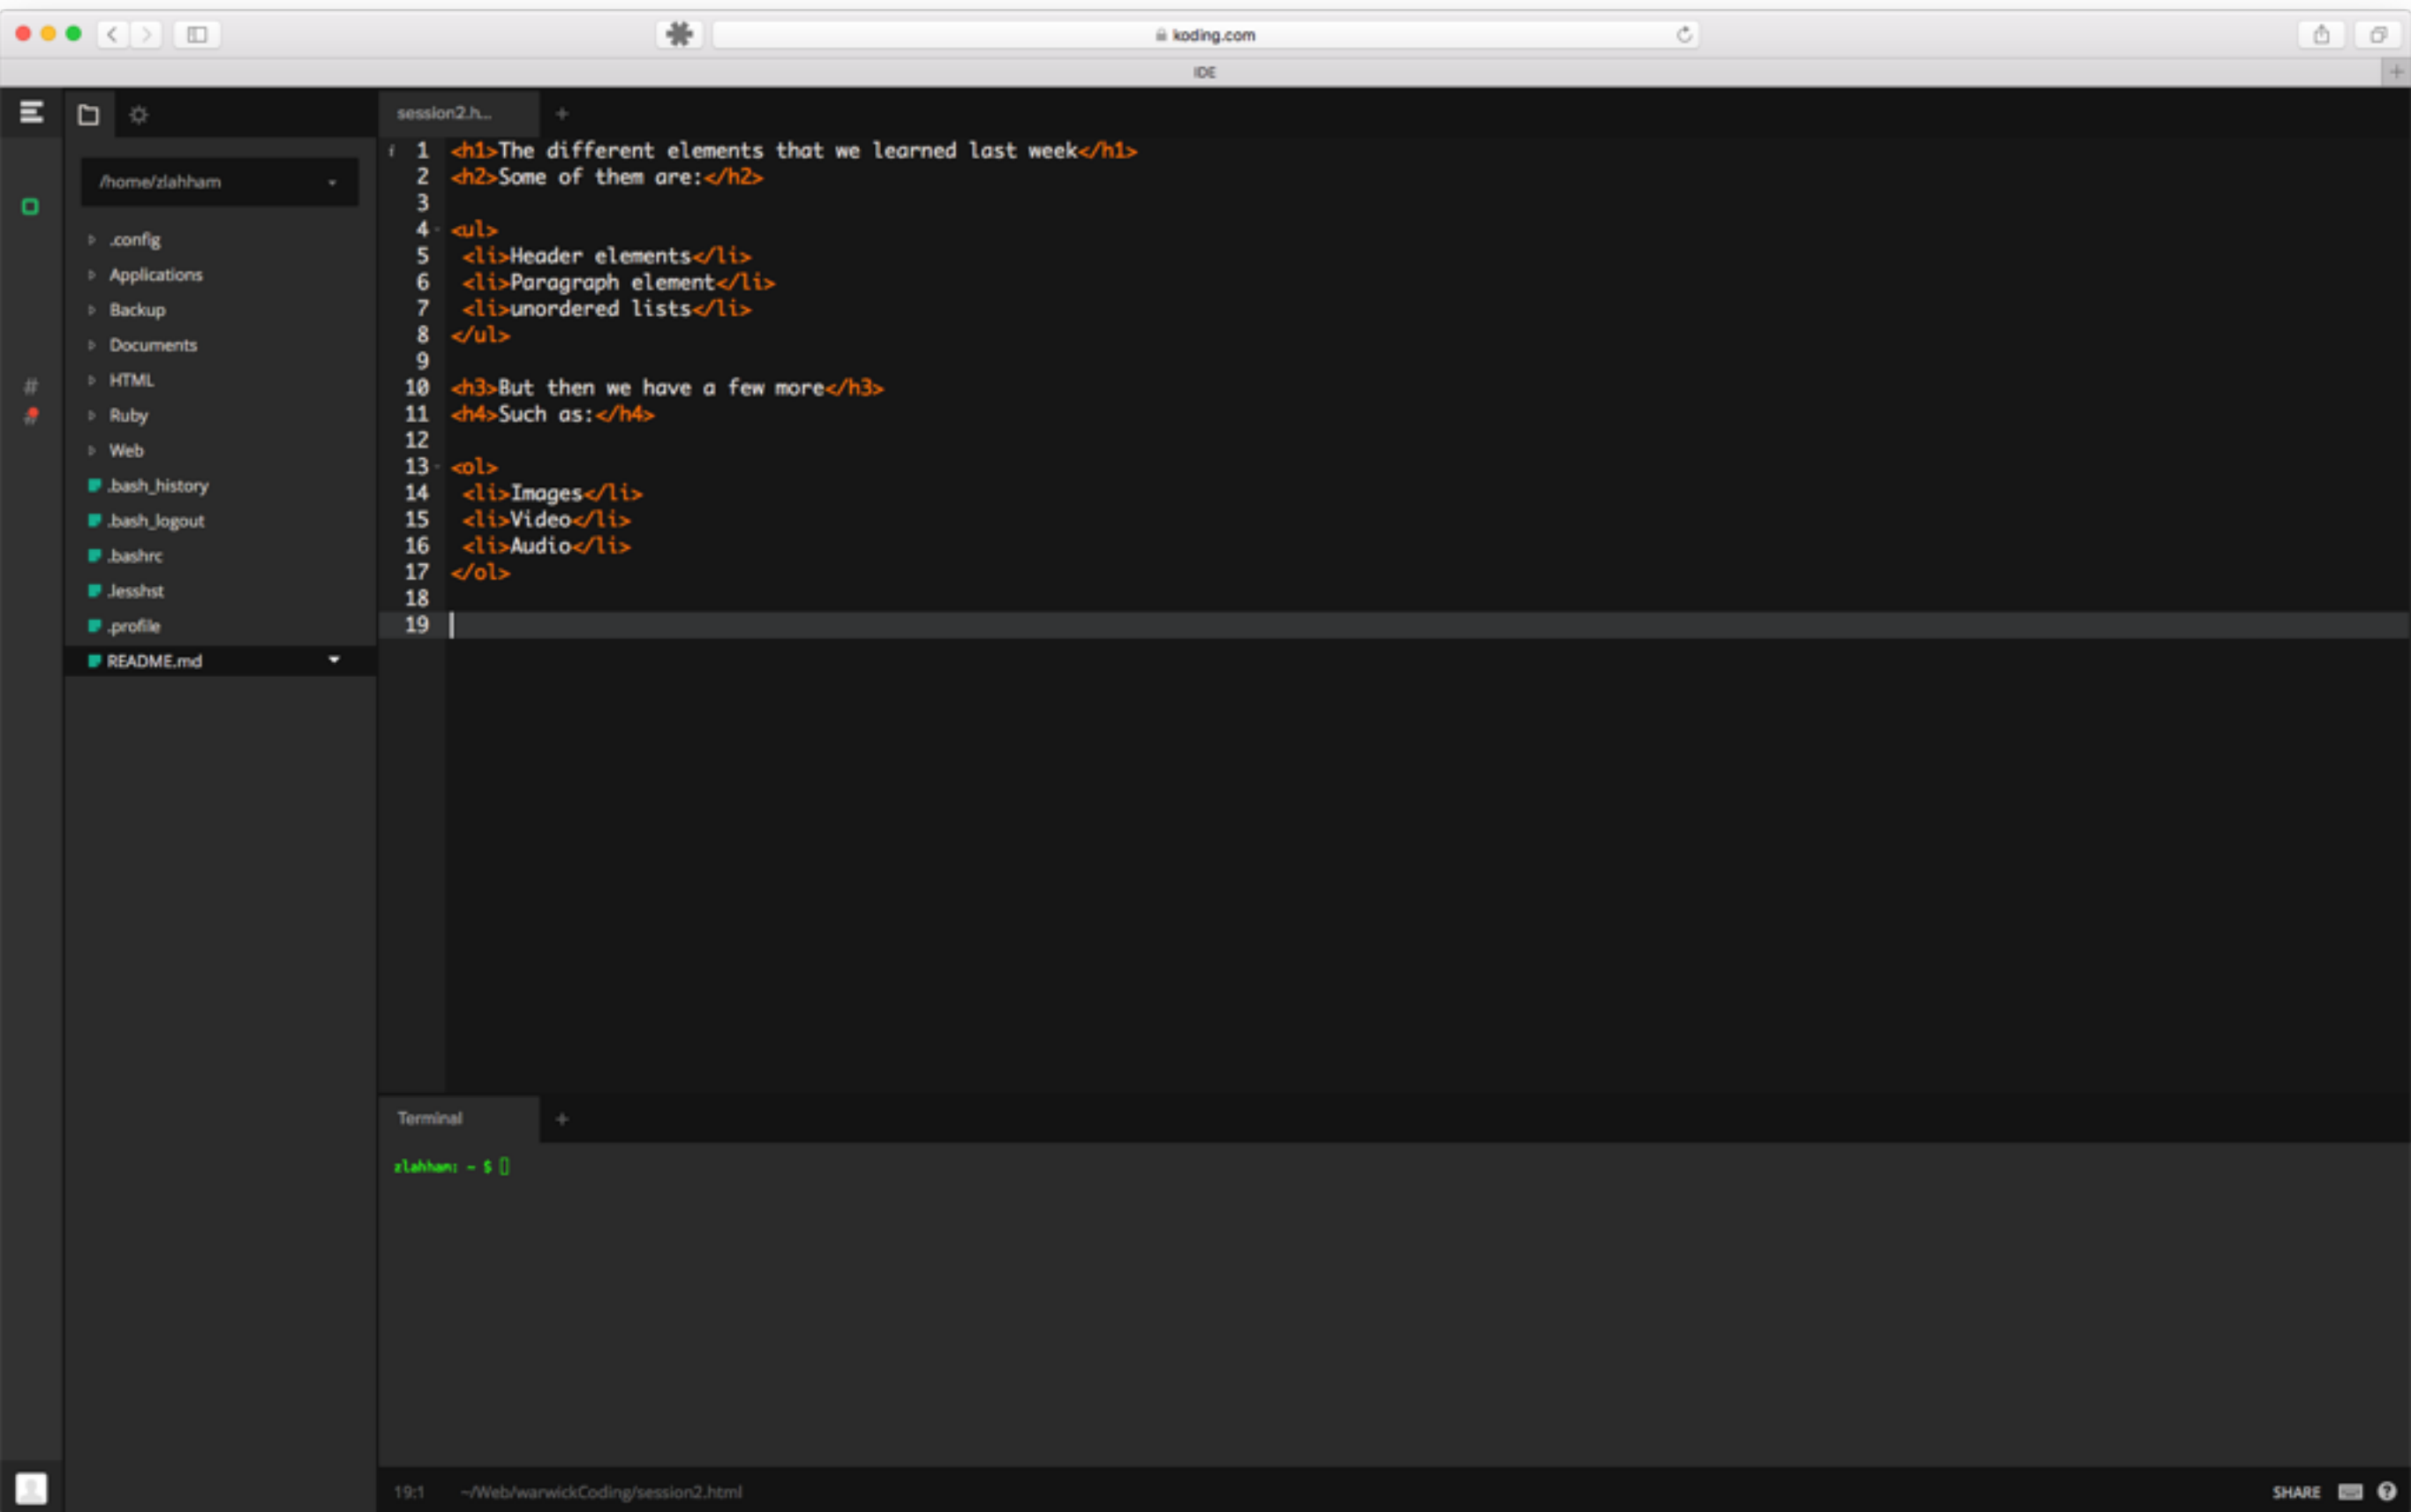 koding.com
IDE
session2.h...
/home/zlahham
.config
Applications
Backup
Documents
HTML
Ruby
Web
.bash_history
.bash_logout
.bashrc
.lesshst
.profile
README.md
i 1 <h1>The different elements that we learned last week</h1>
2 <h2>Some of them are:</h2>
3
4 <ul>
5 <li>Header elements</li>
6 <li>Paragraph element</li>
7 <li>unordered lists</li>
8 </ul>
9
10 <h3>But then we have a few more</h3>
11 <h4>Such as:</h4>
12
13 <ol>
14 <li>Images</li>
15 <li>Video</li>
16 <li>Audio</li>
17 </ol>
18
19
Terminal
zlahham: ~ $
19:1 ~/Web/warwickCoding/session2.html
SHARE